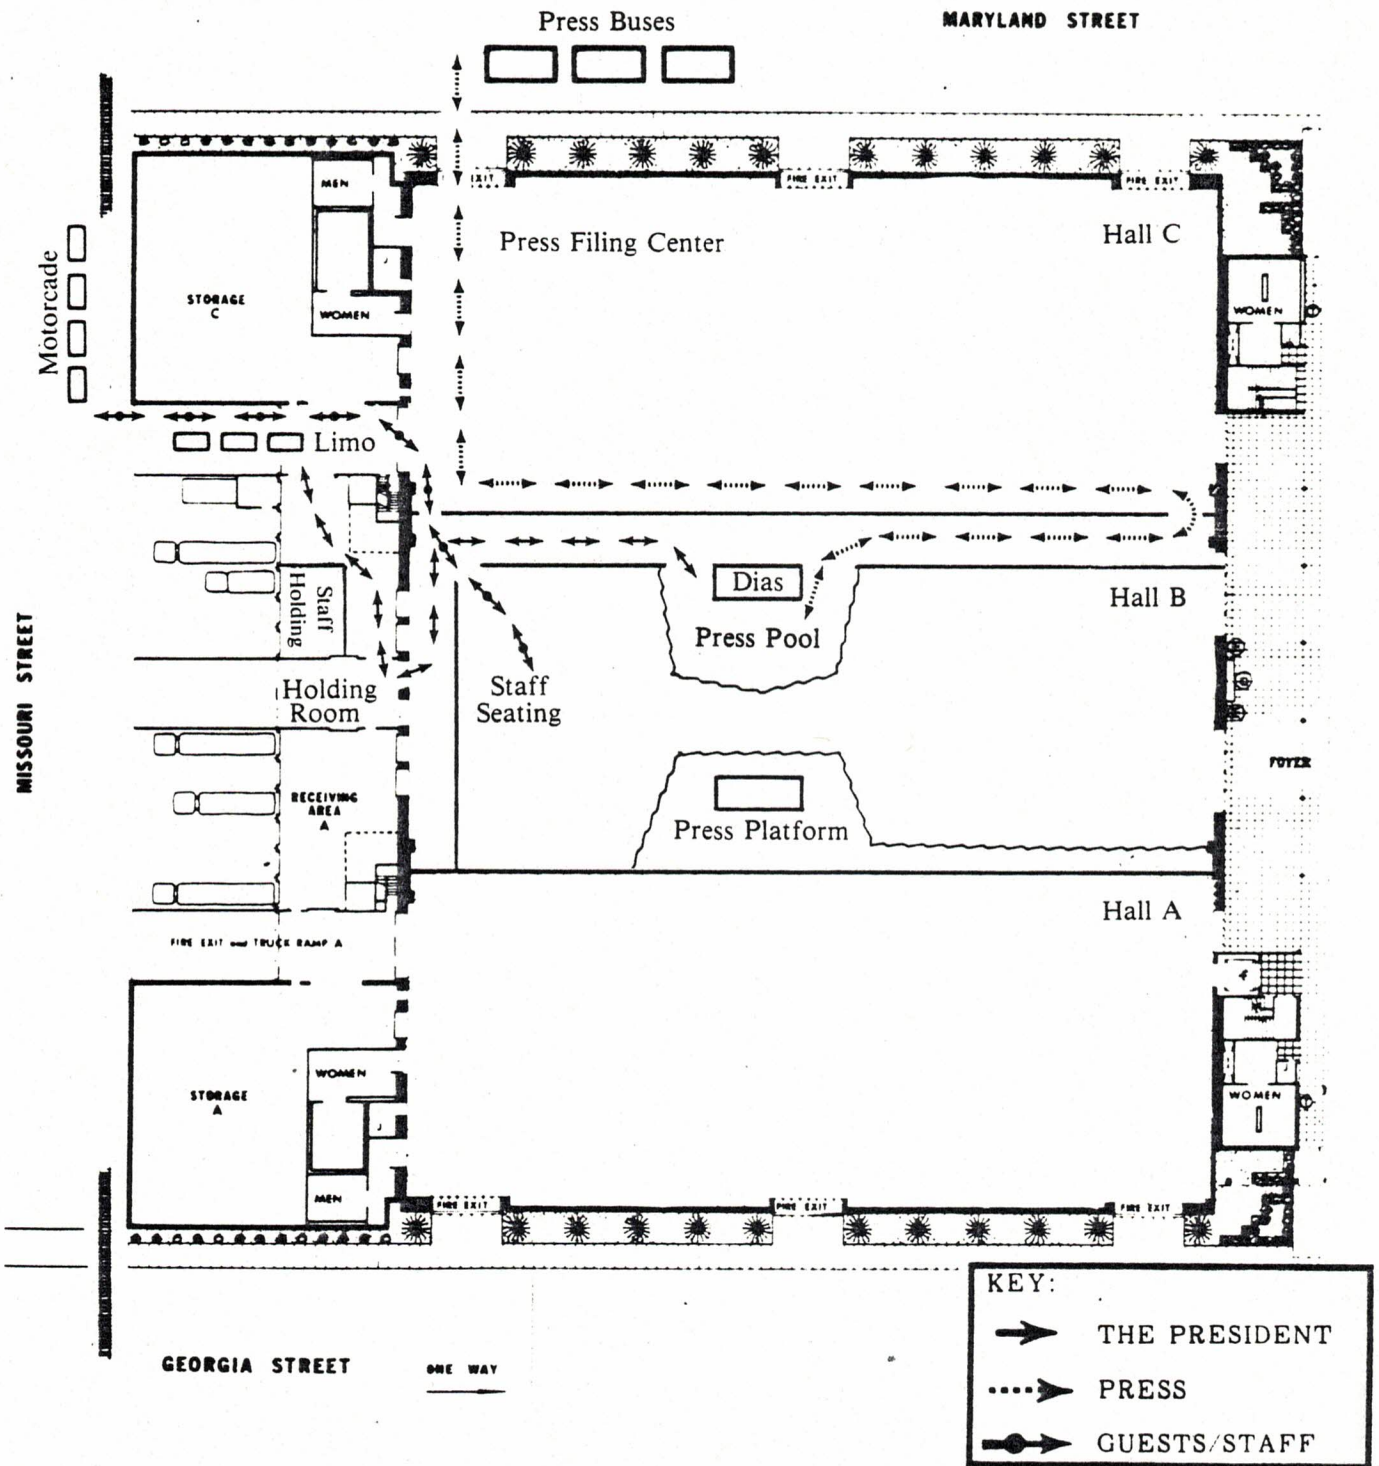 Press Buses
MARYLAND STREET
MEN
EXIT
FIRE EXIT
FIRE EXIT
Press Filing Center
Hall C
Motorcade
STORAGE
C
WOMEN
WOMEN
Limo
Staff
Holding
Dias
Hall B
Press Pool
MISSOURI STREET
Holding
Room
Staff
Seating
FOYER
RECEIVING
AREA
A
Press Platform
Hall A
FIRE EXIT and TRUCK RAMP A
WOMEN
STORAGE
A
WOMEN
MEN
FIRE EXIT
FIRE EXIT
FIRE EXIT
KEY:
THE PRESIDENT
PRESS
GUESTS/STAFF
GEORGIA STREET
ONE WAY